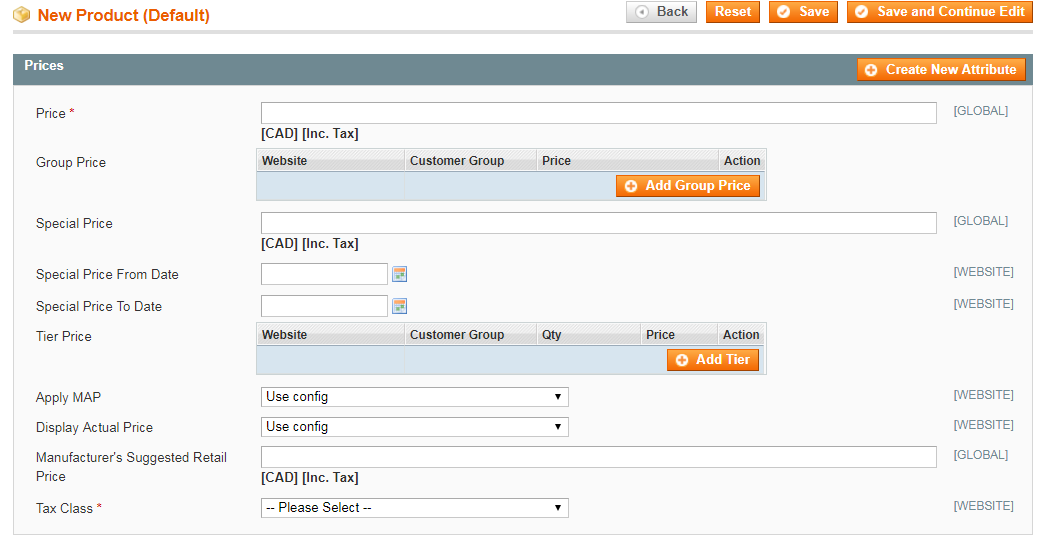 New Product (Default)
Back
Reset
Save
Save and Continue Edit
Prices
Create New Attribute
Price *
[GLOBAL]
[CAD] [Inc. Tax]
Group Price
Website
Customer Group
Price
Action
Add Group Price
Special Price
[GLOBAL]
[CAD] [Inc. Tax]
Special Price From Date
[WEBSITE]
Special Price To Date
[WEBSITE]
Tier Price
Website
Customer Group
Qty
Price
Action
Add Tier
Apply MAP
Use config
[WEBSITE]
Display Actual Price
Use config
[WEBSITE]
Manufacturer's Suggested Retail
Price
[GLOBAL]
[CAD] [Inc. Tax]
Tax Class *
-- Please Select --
[WEBSITE]